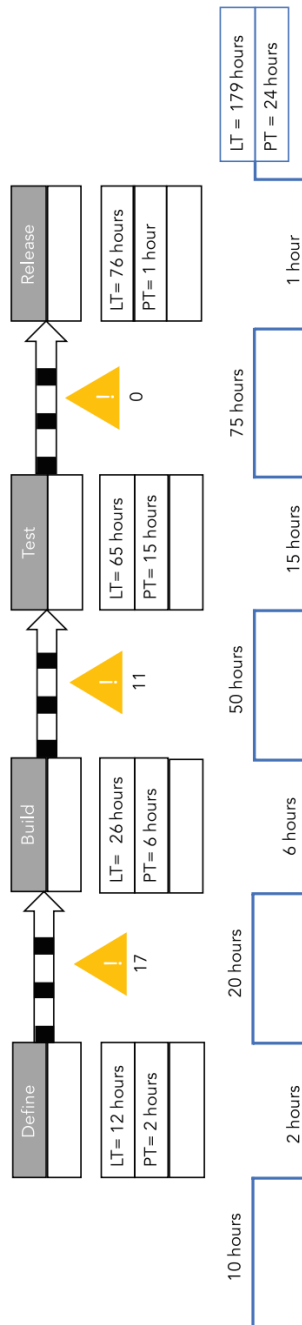 Define
Build
Test
Release
LT= 12 hours
PT= 2 hours
17
LT= 26 hours
PT= 6 hours
11
LT= 65 hours
PT= 15 hours
0
LT= 76 hours
PT= 1 hour
!
!
!
10 hours
2 hours
20 hours
6 hours
50 hours
15 hours
75 hours
1 hour
LT = 179 hours
PT = 24 hours